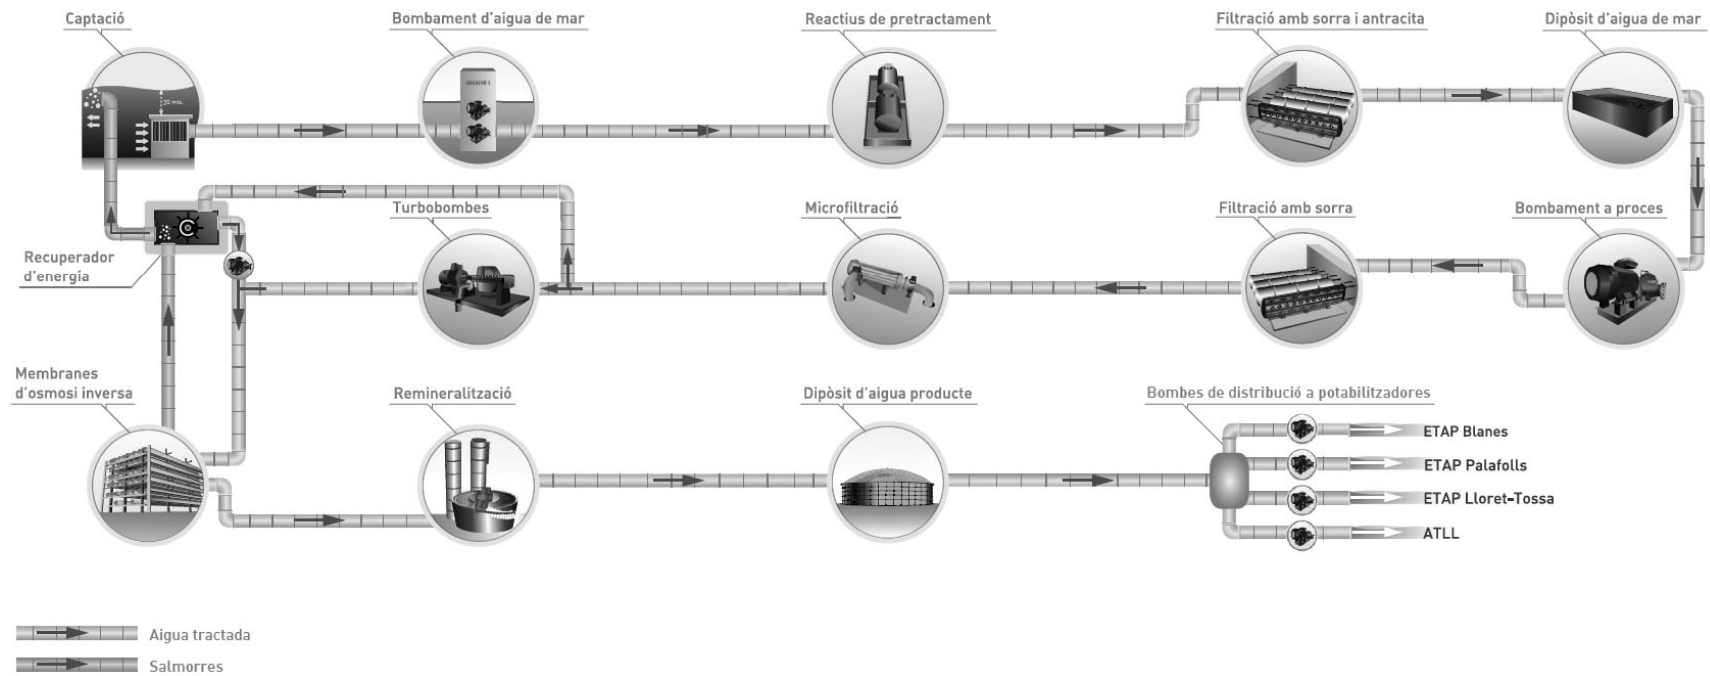 Captació
Bombament d'aigua de mar
Reactius de pretractament
Filtració amb sorra i antracita
Dipòsit d'aigua de mar
30 mts.
Turbobombes
Microfiltració
Filtració amb sorra
Bombament a proces
Recuperador
d'energia
Membranes
d'osmosi inversa
Remineralització
Dipòsit d'aigua producte
Bombes de distribució a potabilitzadores
ETAP Blanes
ETAP Palafolls
ETAP Lloret-Tossa
ATLL
Aigua tractada
Salmorres